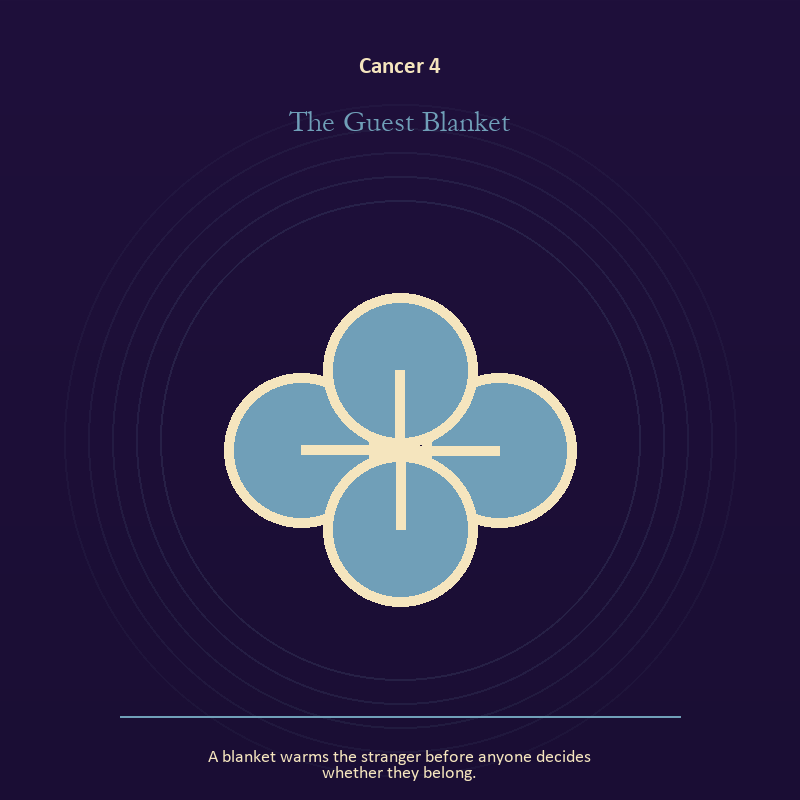 Cancer 4
The Guest Blanket
A blanket warms the stranger before anyone decides
whether they belong.